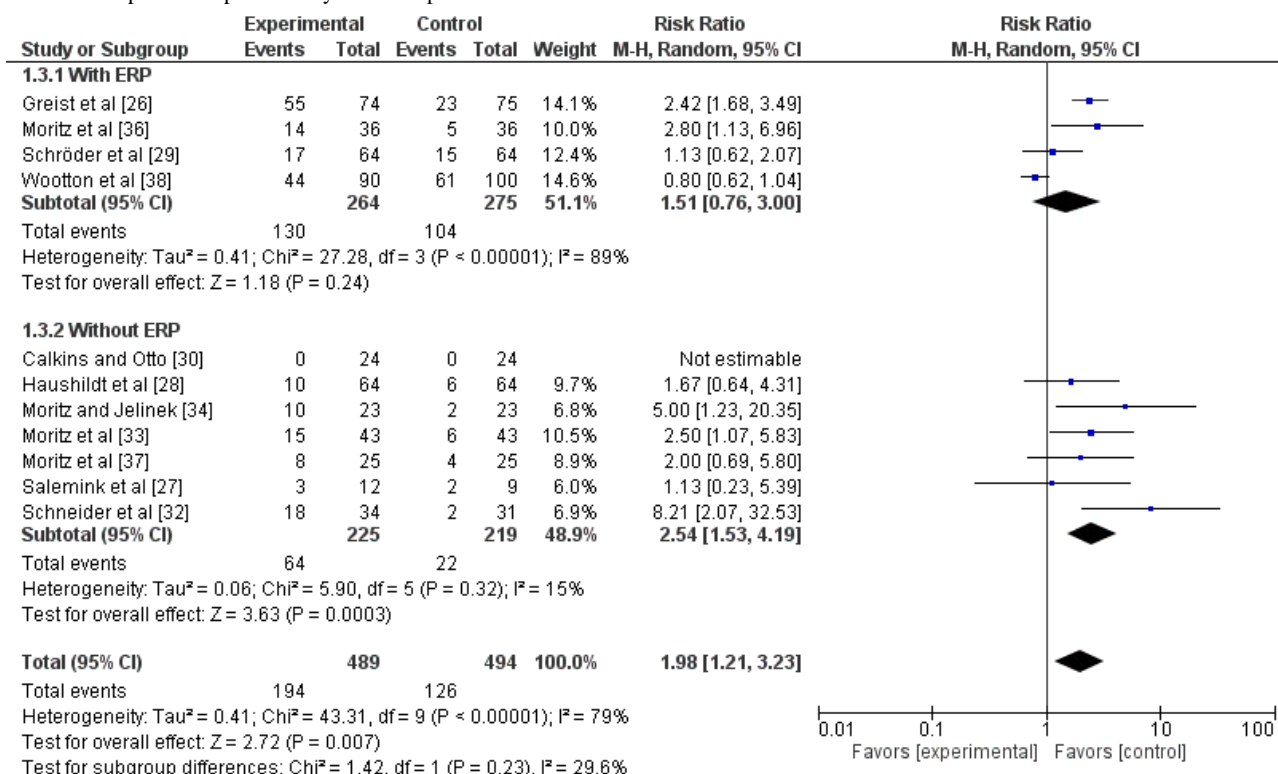 Experimental Control Risk Ratio Risk Ratio
Study or Subgroup Events Total Events Total Weight M-H, Random, 95% CI M-H, Random, 95% CI
1.3.1 With ERP
Greist et al [26] 55 74 23 75 14.1% 2.42 [1.68, 3.49]
Moritz et al [36] 14 36 5 36 10.0% 2.80 [1.13, 6.96]
Schröder et al [29] 17 64 15 64 12.4% 1.13 [0.62, 2.07]
Wootton et al [38] 44 90 61 100 14.6% 0.80 [0.62, 1.04]
Subtotal (95% CI) 264 275 51.1% 1.51 [0.76, 3.00]
Total events 130 104
Heterogeneity: Tau² = 0.41; Chi² = 27.28, df = 3 (P < 0.00001); I² = 89%
Test for overall effect: Z = 1.18 (P = 0.24)
1.3.2 Without ERP
Calkins and Otto [30] 0 24 0 24 Not estimable
Haushildt et al [28] 10 64 6 64 9.7% 1.67 [0.64, 4.31]
Moritz and Jelinek [34] 10 23 2 23 6.8% 5.00 [1.23, 20.35]
Moritz et al [33] 15 43 6 43 10.5% 2.50 [1.07, 5.83]
Moritz et al [37] 8 25 4 25 8.9% 2.00 [0.69, 5.80]
Salemink et al [27] 3 12 2 9 6.0% 1.13 [0.23, 5.39]
Schneider et al [32] 18 34 2 31 6.9% 8.21 [2.07, 32.53]
Subtotal (95% CI) 225 219 48.9% 2.54 [1.53, 4.19]
Total events 64 22
Heterogeneity: Tau² = 0.06; Chi² = 5.90, df = 5 (P = 0.32); I² = 15%
Test for overall effect: Z = 3.63 (P = 0.0003)
Total (95% CI) 489 494 100.0% 1.98 [1.21, 3.23]
Total events 194 126
Heterogeneity: Tau² = 0.41; Chi² = 43.31, df = 9 (P < 0.00001); I² = 79%
Test for overall effect: Z = 2.72 (P = 0.007)
Test for subgroup differences: Chi² = 1.42, df = 1 (P = 0.23), I² = 29.6%
0.01 0.1 1 10 100
Favors [experimental] Favors [control]